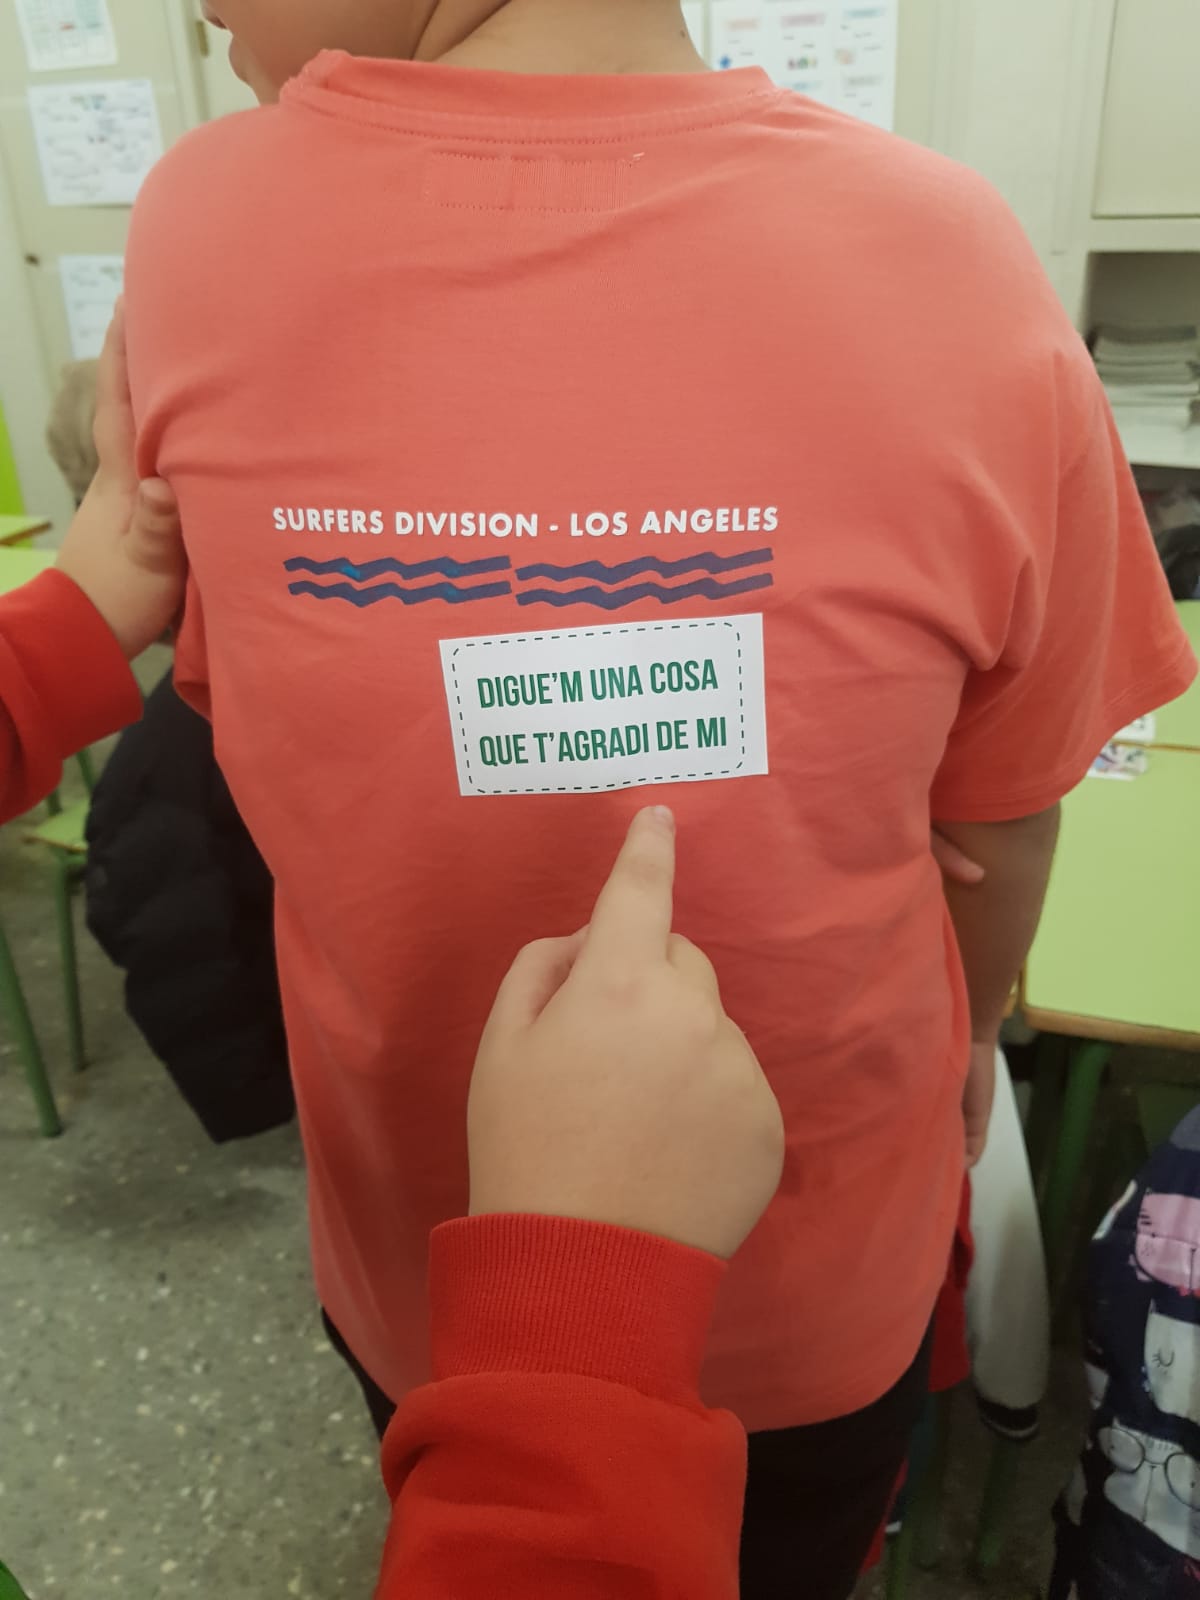 SURFERS DIVISION - LOS ANGELES
DIGUE'M UNA COSA
QUE T'AGRADI DE MI